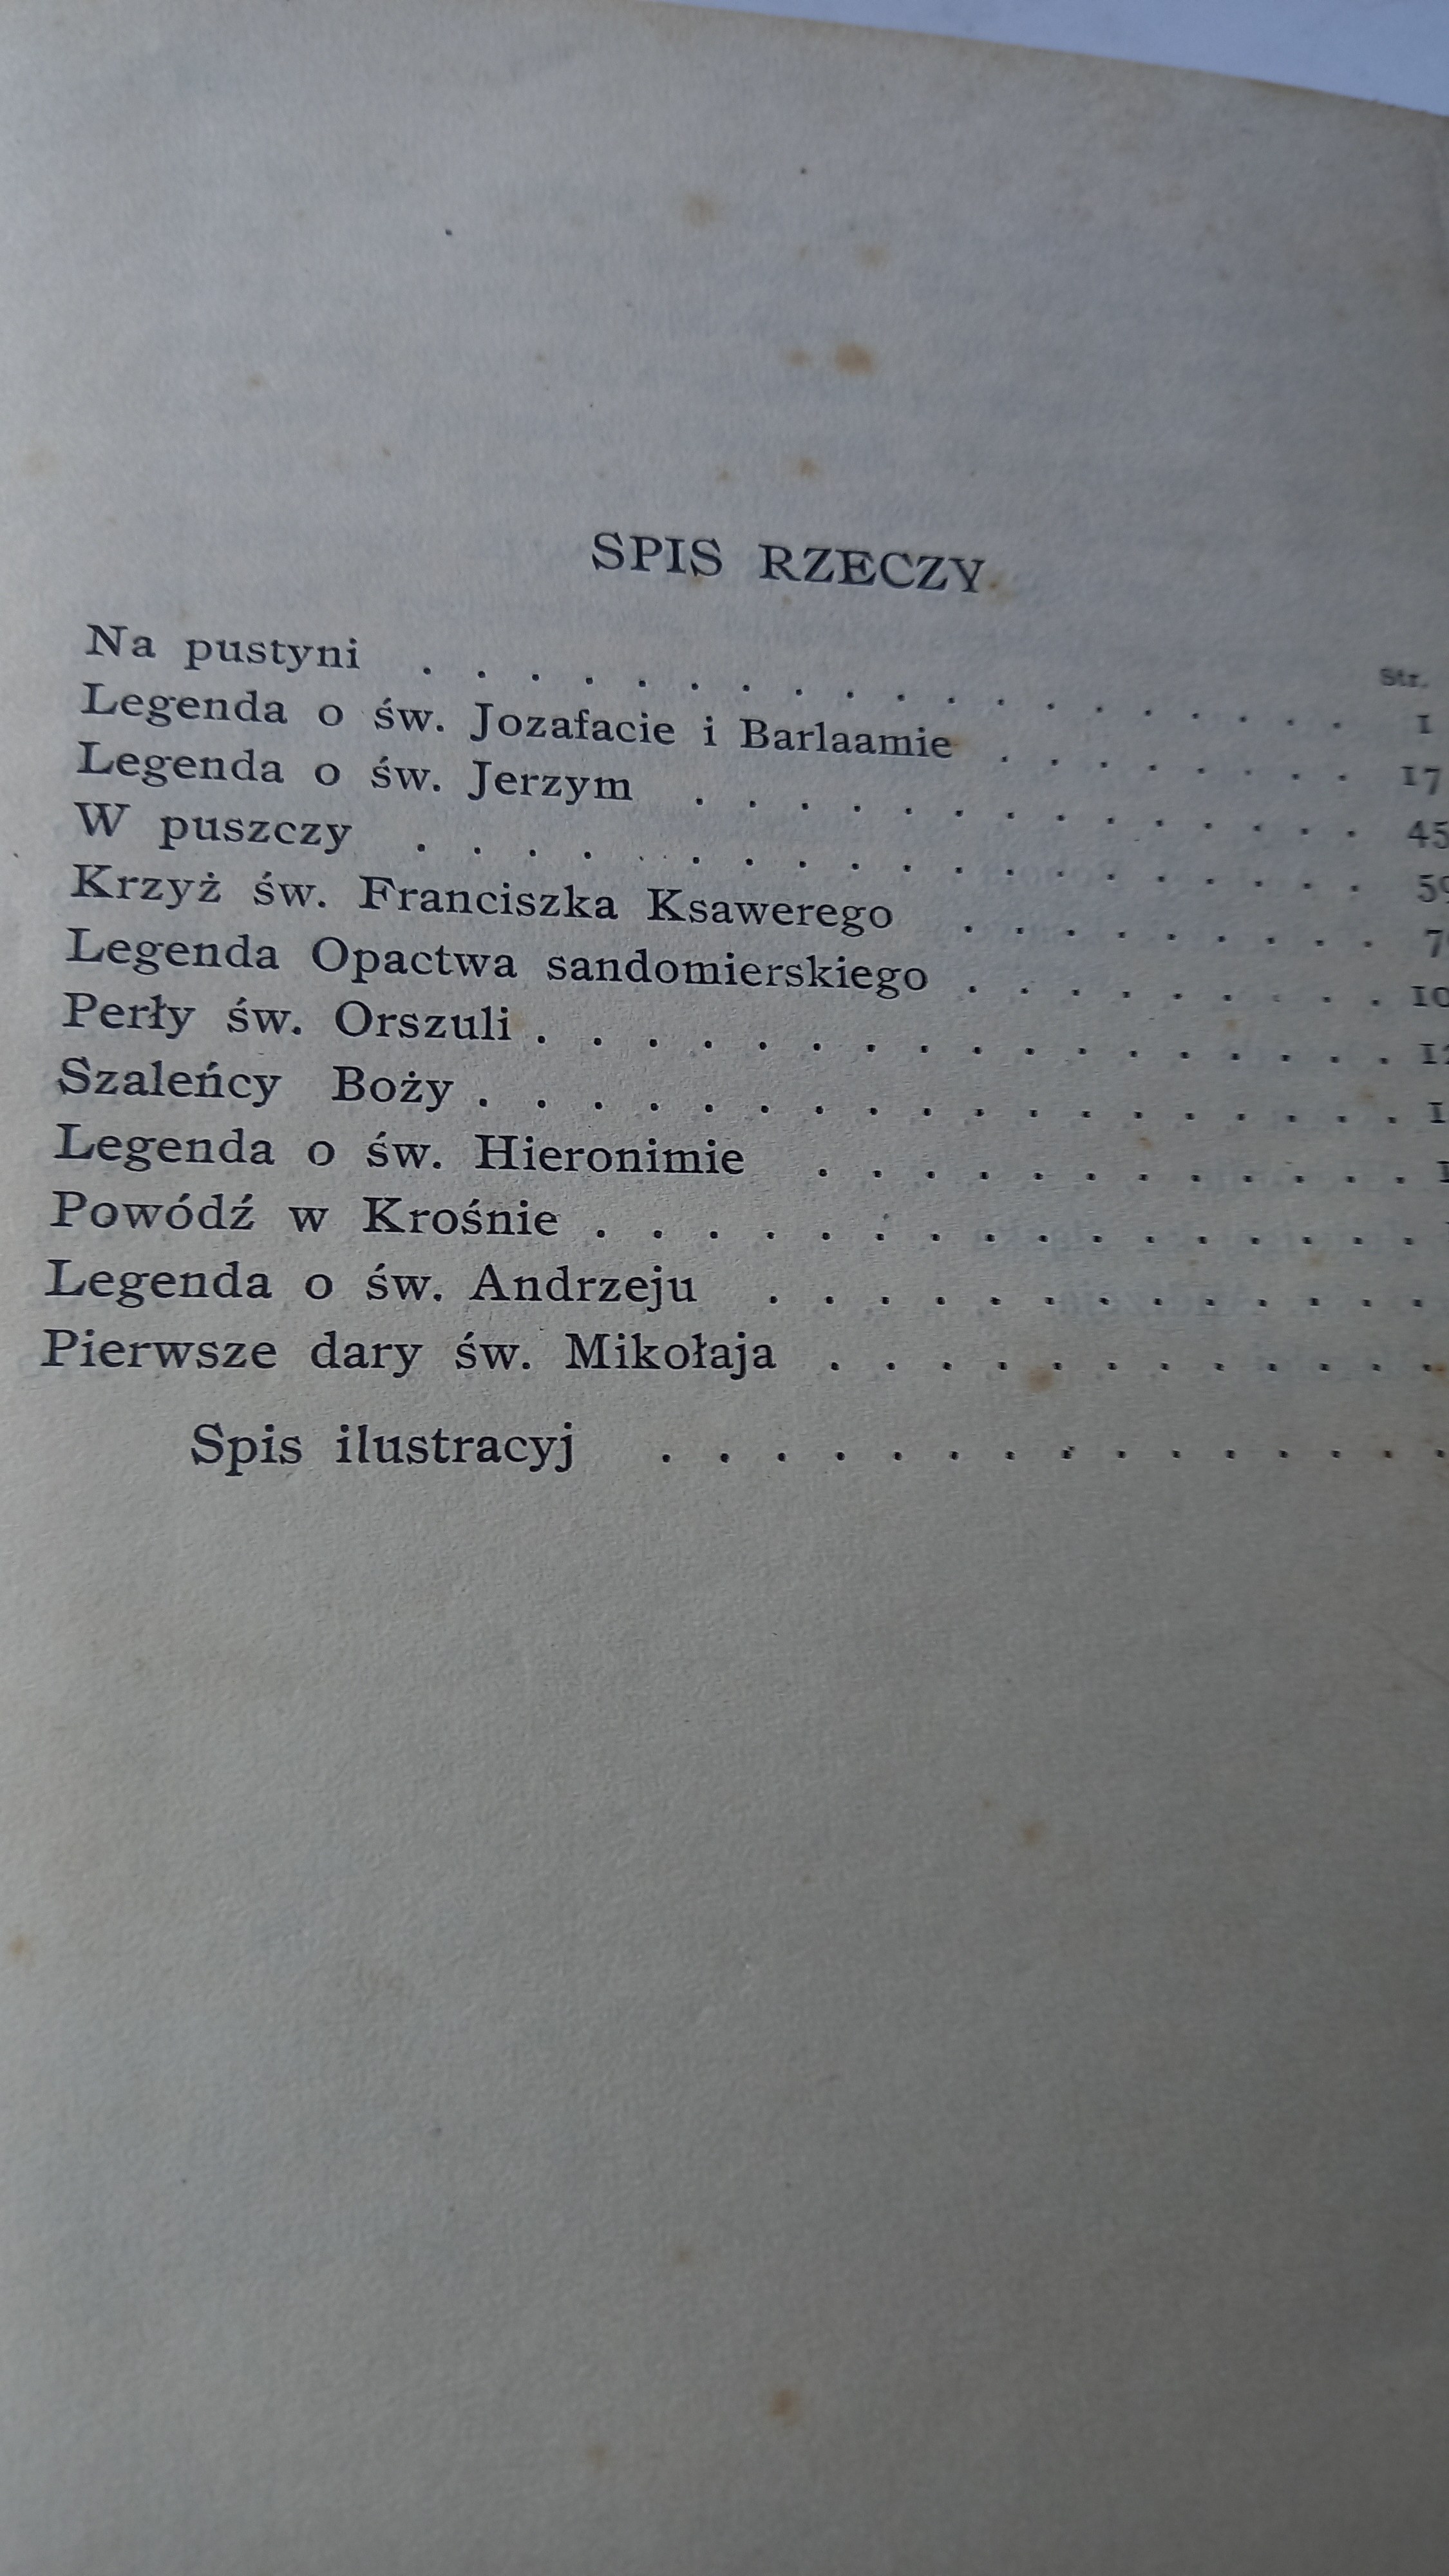 SPIS RZECZY
Str.
Na pustyni . . . . . . . . . . . . . . . . . . 1
Legenda o św. Jozafacie i Barlaamie . . . . . . . . 17
Legenda o św. Jerzym . . . . . . . . . . . . . 45
W puszczy . . . . . . . . . . . . . . . . . .
Krzyż św. Franciszka Ksawerego . . . . . . . . .
Legenda Opactwa sandomierskiego . . . . . . . . .
Perły św. Orszuli . . . . . . . . . . . . . . . . .
Szaleńcy Boży . . . . . . . . . . . . . . . . . .
Legenda o św. Hieronimie . . . . . . . . . . . .
Powódź w Krośnie . . . . . . . . . . . . . . . .
Legenda o św. Andrzeju . . . . . . . . . . . . .
Pierwsze dary św. Mikołaja . . . . . . . . . . . .
Spis ilustracyj . . . . . . . . . . . . . .